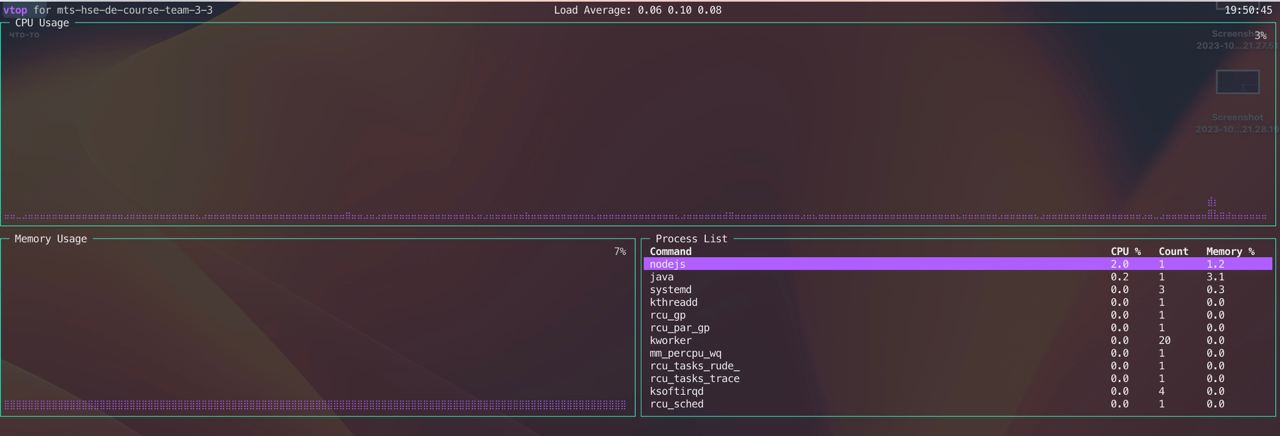 vtop for mts-hse-de-course-team-3-3 Load Average: 0.06 0.10 0.08 19:50:45
CPU Usage
что-то
3%
Screenshot
2023-10...21.27.51
Screenshot
2023-10...21.28.19
Memory Usage
7%
Process List
Command CPU % Count Memory %
nodejs 2.0 1 1.2
java 0.2 1 3.1
systemd 0.0 3 0.3
kthreadd 0.0 1 0.0
rcu_gp 0.0 1 0.0
rcu_par_gp 0.0 1 0.0
kworker 0.0 20 0.0
mm_percpu_wq 0.0 1 0.0
rcu_tasks_rude_ 0.0 1 0.0
rcu_tasks_trace 0.0 1 0.0
ksoftirqd 0.0 4 0.0
rcu_sched 0.0 1 0.0